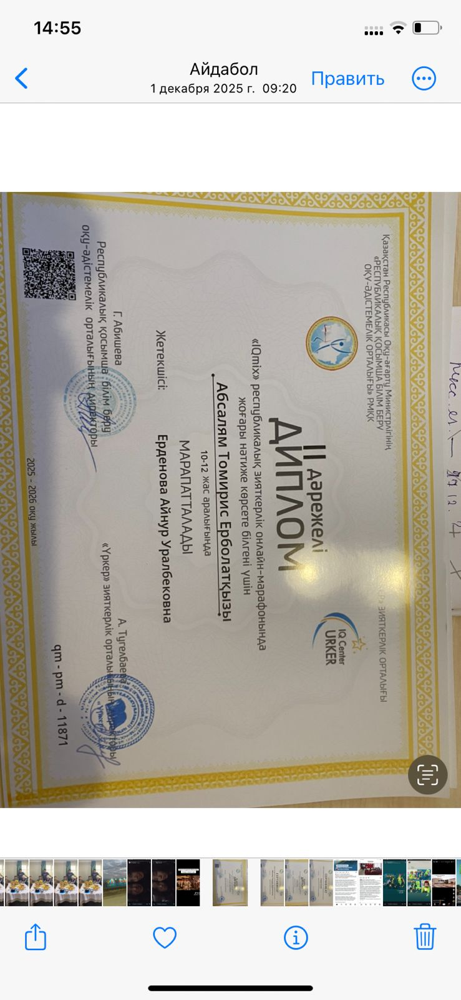 14:55
Айдабол
1 декабря 2025 г. 09:20
Править
Қазақстан Республикасы Оқу-ағарту Министрлігінің
«РЕСПУБЛИКАЛЫҚ ҚОСЫМША БІЛІМ БЕРУ
ОҚУ-ӘДІСТЕМЕЛІК ОРТАЛЫҒЫ» РМҚК
ЗИЯТКЕРЛІК ОРТАЛЫҒЫ
IQ Center
URKER
II дәрежелі
ДИПЛОМ
«IQmix» республикалық зияткерлік онлайн-марафонында
жоғары нәтиже көрсете білгені үшін
Абсалям Томирис Ерболатқызы
10-12 жас аралығында
МАРАПАТТАЛАДЫ
Жетекшісі: Ерденова Айнур Уралбековна
Г. Абишева
Республикалық қосымша білім беру
оқу-әдістемелік орталығының директоры
А. Тугелбаева
«Үркер» зияткерлік орталығының директоры
qm - pm - d - 11871
2025 - 2026 оқу жылы